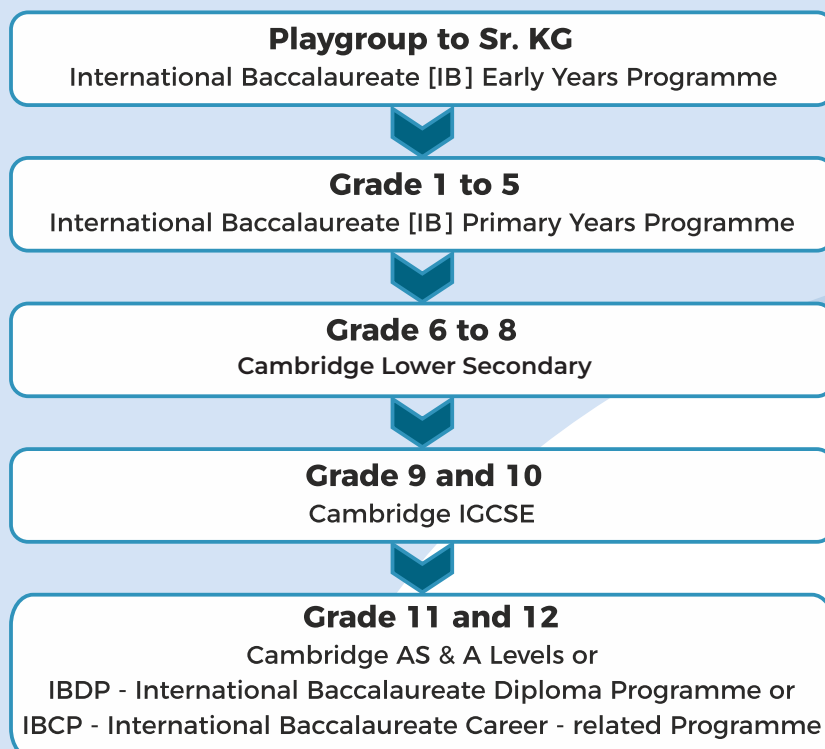 Playgroup to Sr. KG
International Baccalaureate [IB] Early Years Programme
Grade 1 to 5
International Baccalaureate [IB] Primary Years Programme
Grade 6 to 8
Cambridge Lower Secondary
Grade 9 and 10
Cambridge IGCSE
Grade 11 and 12
Cambridge AS & A Levels or
IBDP - International Baccalaureate Diploma Programme or
IBCP - International Baccalaureate Career - related Programme